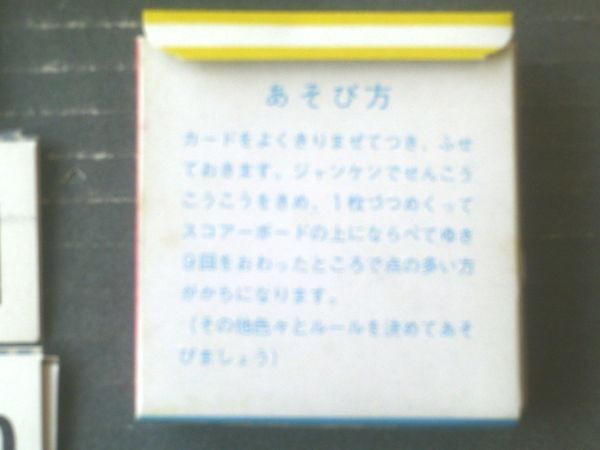 あそび方
カードをよくきりまぜてつき、ふせ
ておきます。ジャンケンでせんこう
こうこうをきめ、1枚づつめくって
スコアーボードの上にならべてゆき
9回をおわったところで点の多い方
がかちになります。
（その他色々とルールを決めてあそ
びましょう）